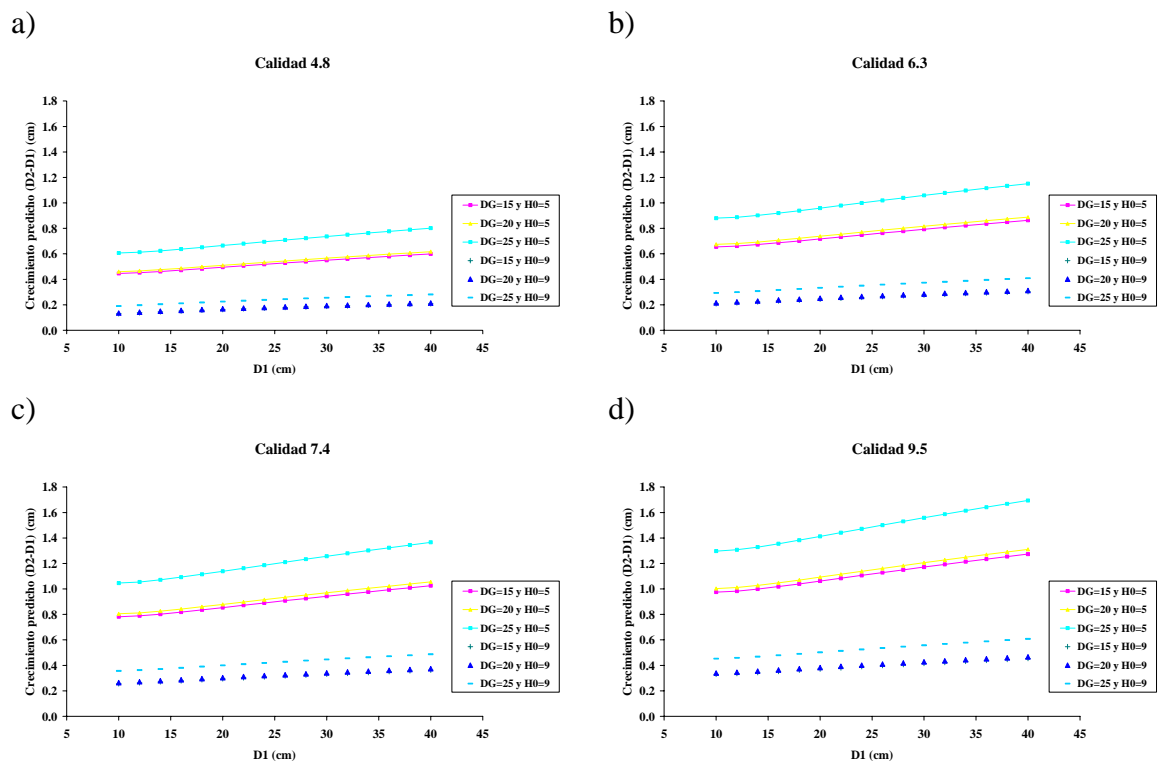 a)
Calidad 4.8
Crecimiento predicho (D2-D1) (cm)
1.8
1.6
1.4
1.2
1.0
0.8
0.6
0.4
0.2
0.0
5 10 15 20 25 30 35 40 45
D1 (cm)
DG=15 y H0=5
DG=20 y H0=5
DG=25 y H0=5
DG=15 y H0=9
DG=20 y H0=9
DG=25 y H0=9
b)
Calidad 6.3
Crecimiento predicho (D2-D1) (cm)
1.8
1.6
1.4
1.2
1.0
0.8
0.6
0.4
0.2
0.0
5 10 15 20 25 30 35 40 45
D1 (cm)
DG=15 y H0=5
DG=20 y H0=5
DG=25 y H0=5
DG=15 y H0=9
DG=20 y H0=9
DG=25 y H0=9
c)
Calidad 7.4
Crecimiento predicho (D2-D1) (cm)
1.8
1.6
1.4
1.2
1.0
0.8
0.6
0.4
0.2
0.0
5 10 15 20 25 30 35 40 45
D1 (cm)
DG=15 y H0=5
DG=20 y H0=5
DG=25 y H0=5
DG=15 y H0=9
DG=20 y H0=9
DG=25 y H0=9
d)
Calidad 9.5
Crecimiento predicho (D2-D1) (cm)
1.8
1.6
1.4
1.2
1.0
0.8
0.6
0.4
0.2
0.0
5 10 15 20 25 30 35 40 45
D1 (cm)
DG=15 y H0=5
DG=20 y H0=5
DG=25 y H0=5
DG=15 y H0=9
DG=20 y H0=9
DG=25 y H0=9